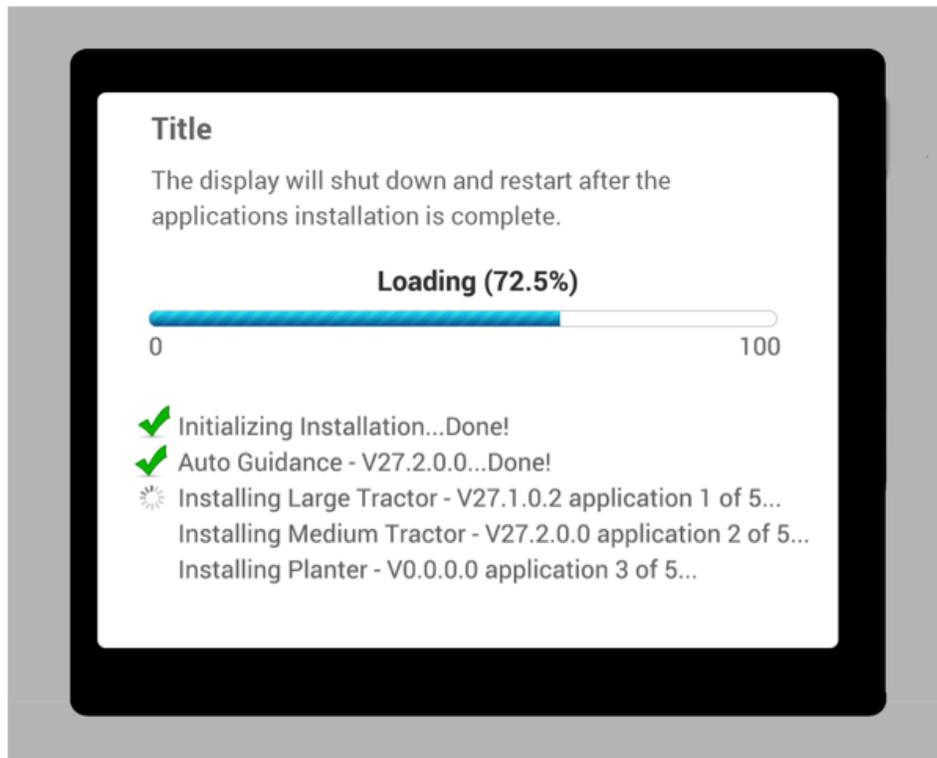 Title
The display will shut down and restart after the
applications installation is complete.
Loading (72.5%)
0 100
Initializing Installation...Done!
Auto Guidance - V27.2.0.0...Done!
Installing Large Tractor - V27.1.0.2 application 1 of 5...
Installing Medium Tractor - V27.2.0.0 application 2 of 5...
Installing Planter - V0.0.0.0 application 3 of 5...